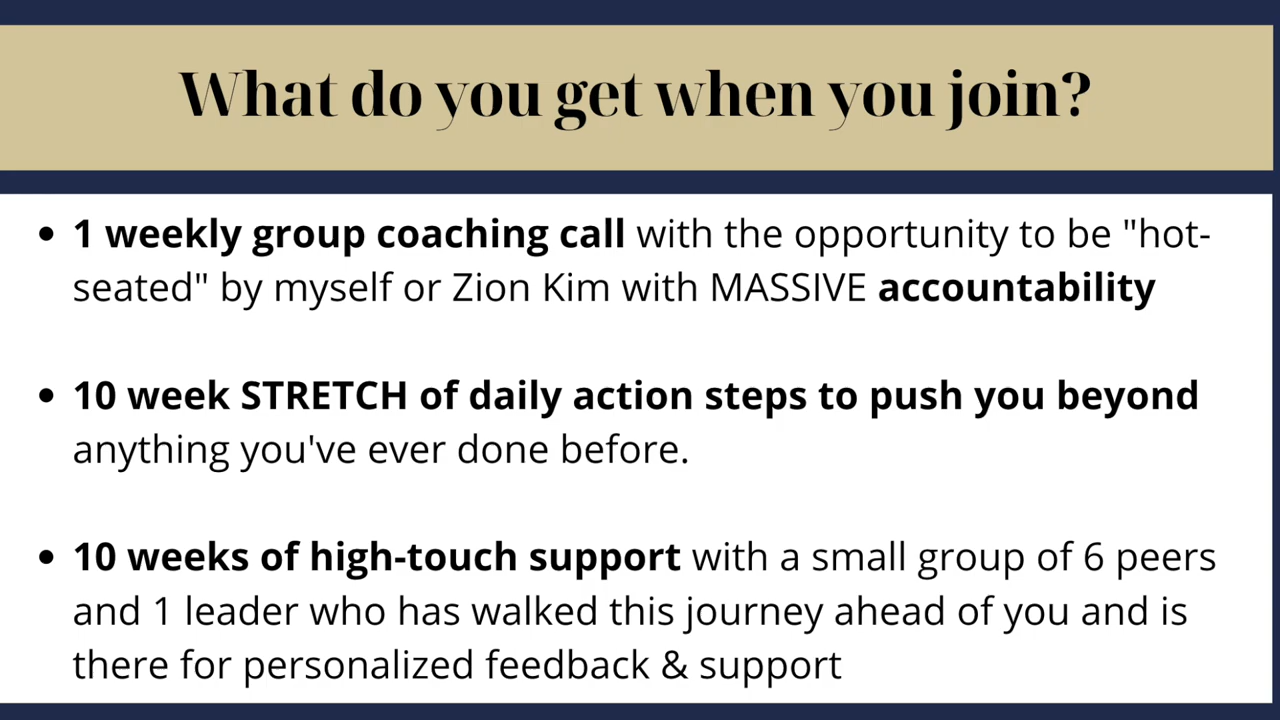 What do you get when you join?
• 1 weekly group coaching call with the opportunity to be "hot-
seated" by myself or Zion Kim with MASSIVE accountability
• 10 week STRETCH of daily action steps to push you beyond
anything you've ever done before.
• 10 weeks of high-touch support with a small group of 6 peers
and 1 leader who has walked this journey ahead of you and is
there for personalized feedback & support